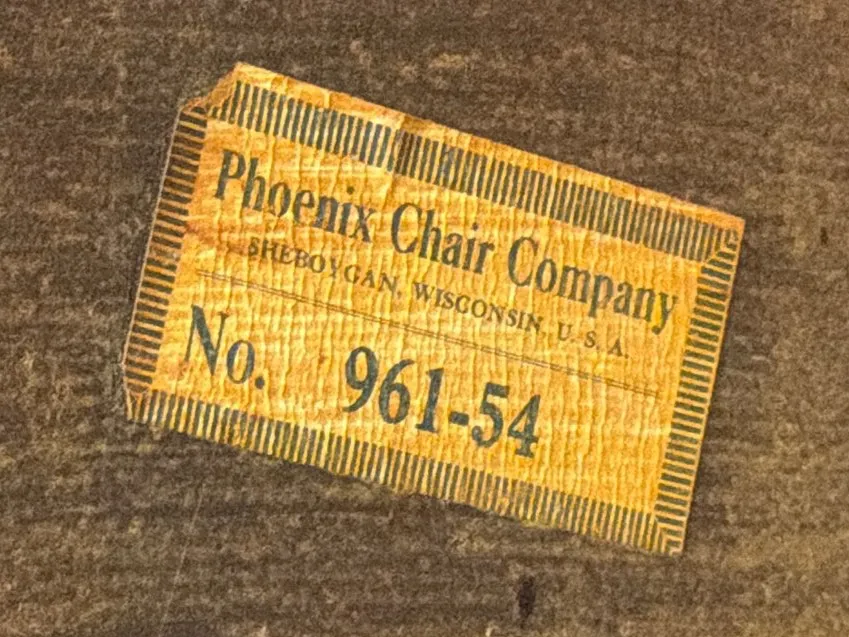 Phoenix Chair Company
SHEBOYGAN, WISCONSIN, U. S. A.
No. 961-54